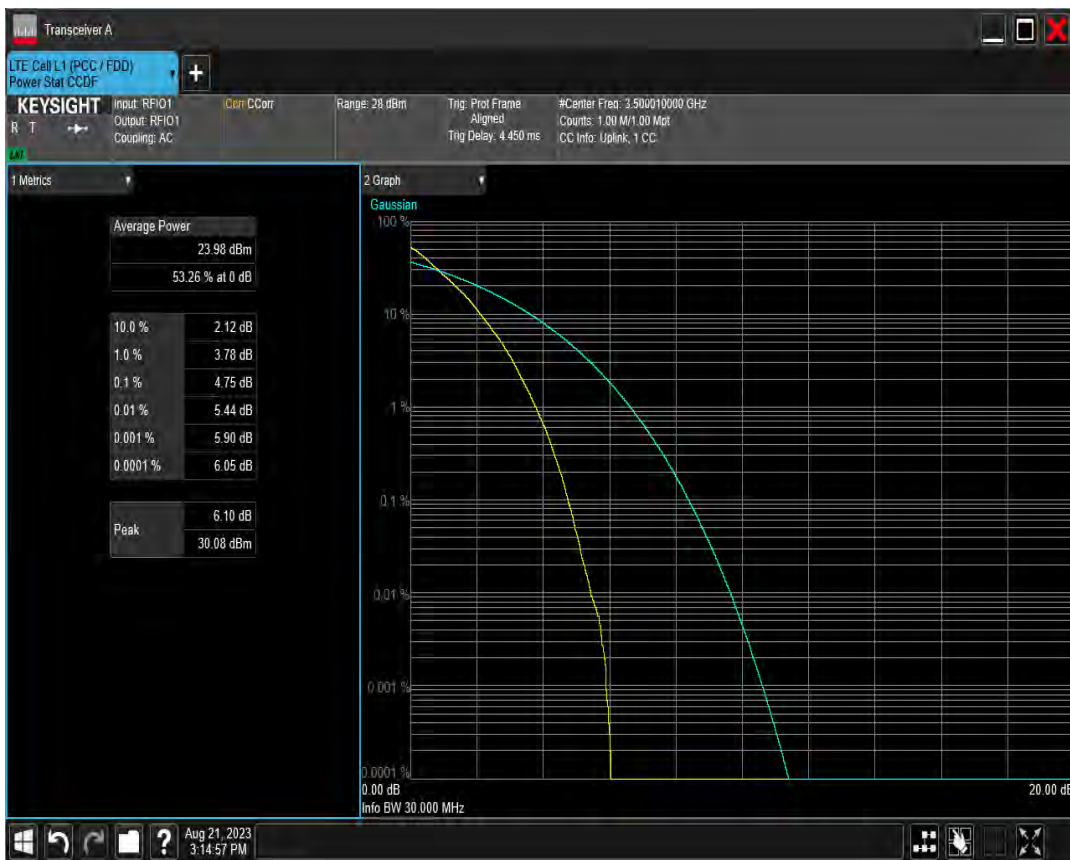 Transceiver A
LTE Cell L1 (PCC / FDD)
Power Stat CCDF
+
KEYSIGHT
R T
LNI
Input: RFIO1
Output: RFIO1
Coupling: AC
Corr CCorr
Range: 28 dBm
Trig: Prot Frame
Aligned
Trig Delay: 4.450 ms
#Center Freq: 3.500010000 GHz
Counts: 1.00 M/1.00 Mpt
CC Info: Uplink, 1 CC
1 Metrics
Average Power
23.98 dBm
53.26 % at 0 dB
10.0 % 2.12 dB
1.0 % 3.78 dB
0.1 % 4.75 dB
0.01 % 5.44 dB
0.001 % 5.90 dB
0.0001 % 6.05 dB
Peak 6.10 dB
30.08 dBm
2 Graph
Gaussian
100 %
10 %
1 %
0.1 %
0.01 %
0.001 %
0.0001 %
0.00 dB 20.00 dB
Info BW 30.000 MHz
? Aug 21, 2023
3:14:57 PM